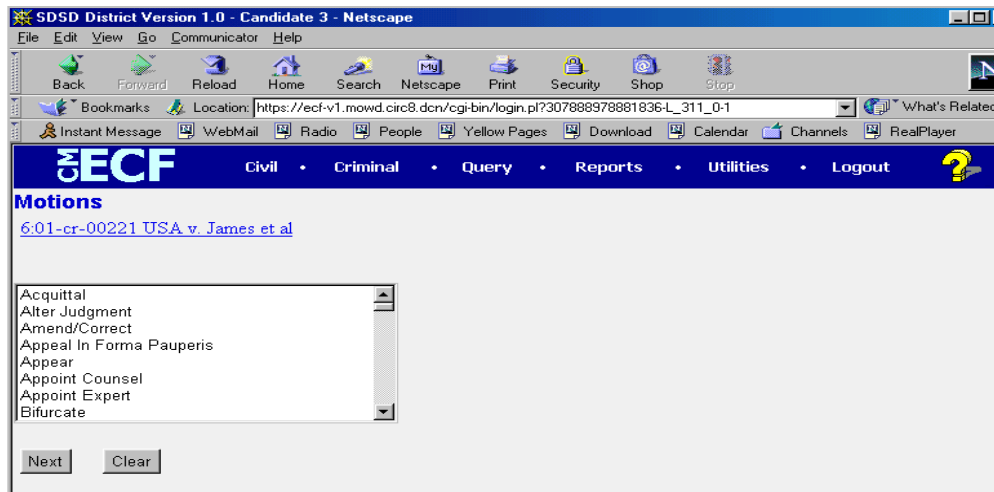 SDSD District Version 1.0 - Candidate 3 - Netscape
File Edit View Go Communicator Help
Back Forward Reload Home Search Netscape Print Security Shop Stop
My
N
Bookmarks Location: https://ecf-v1.mowd.circ8.dcn/cgi-bin/login.pl?307888978881836-L_311_0-1 What's Related
Instant Message WebMail Radio People Yellow Pages Download Calendar Channels RealPlayer
CM ECF Civil • Criminal • Query • Reports • Utilities • Logout ?
Motions
6:01-cr-00221 USA v. James et al
Acquittal
Alter Judgment
Amend/Correct
Appeal In Forma Pauperis
Appear
Appoint Counsel
Appoint Expert
Bifurcate
Next Clear